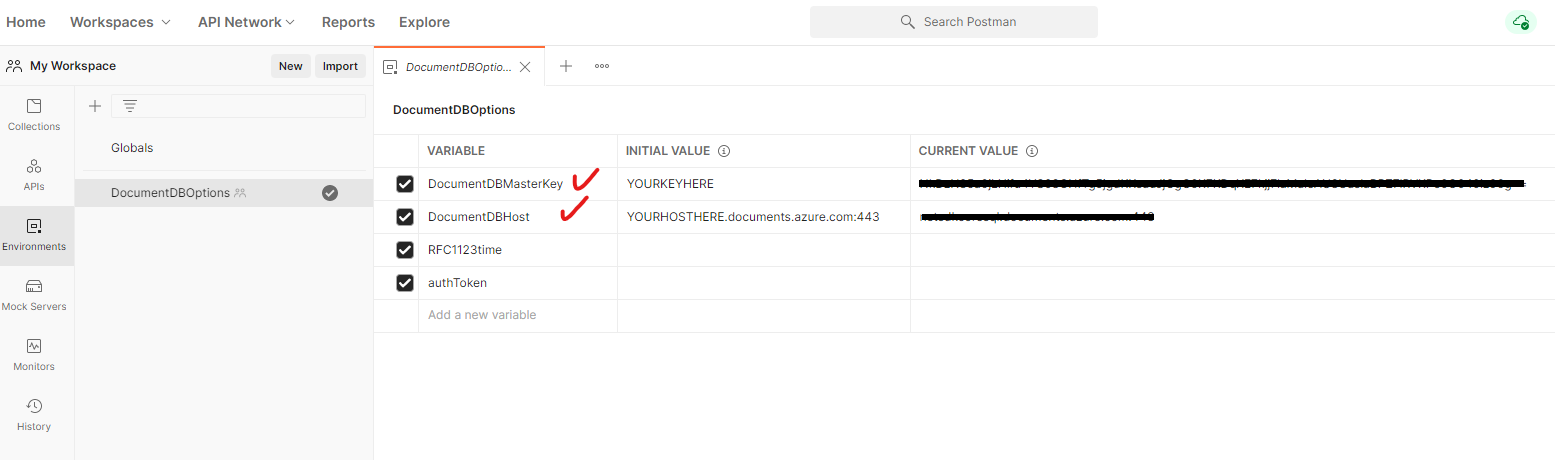 Home Workspaces API Network Reports Explore Search Postman
My Workspace New Import DocumentDBOptio...
Collections
APIs
Environments
Mock Servers
Monitors
History
Globals
DocumentDBOptions
DocumentDBOptions
VARIABLE INITIAL VALUE CURRENT VALUE
DocumentDBMasterKey YOURKEYHERE
DocumentDBHost YOURHOSTHERE.documents.azure.com:443
RFC1123time
authToken
Add a new variable